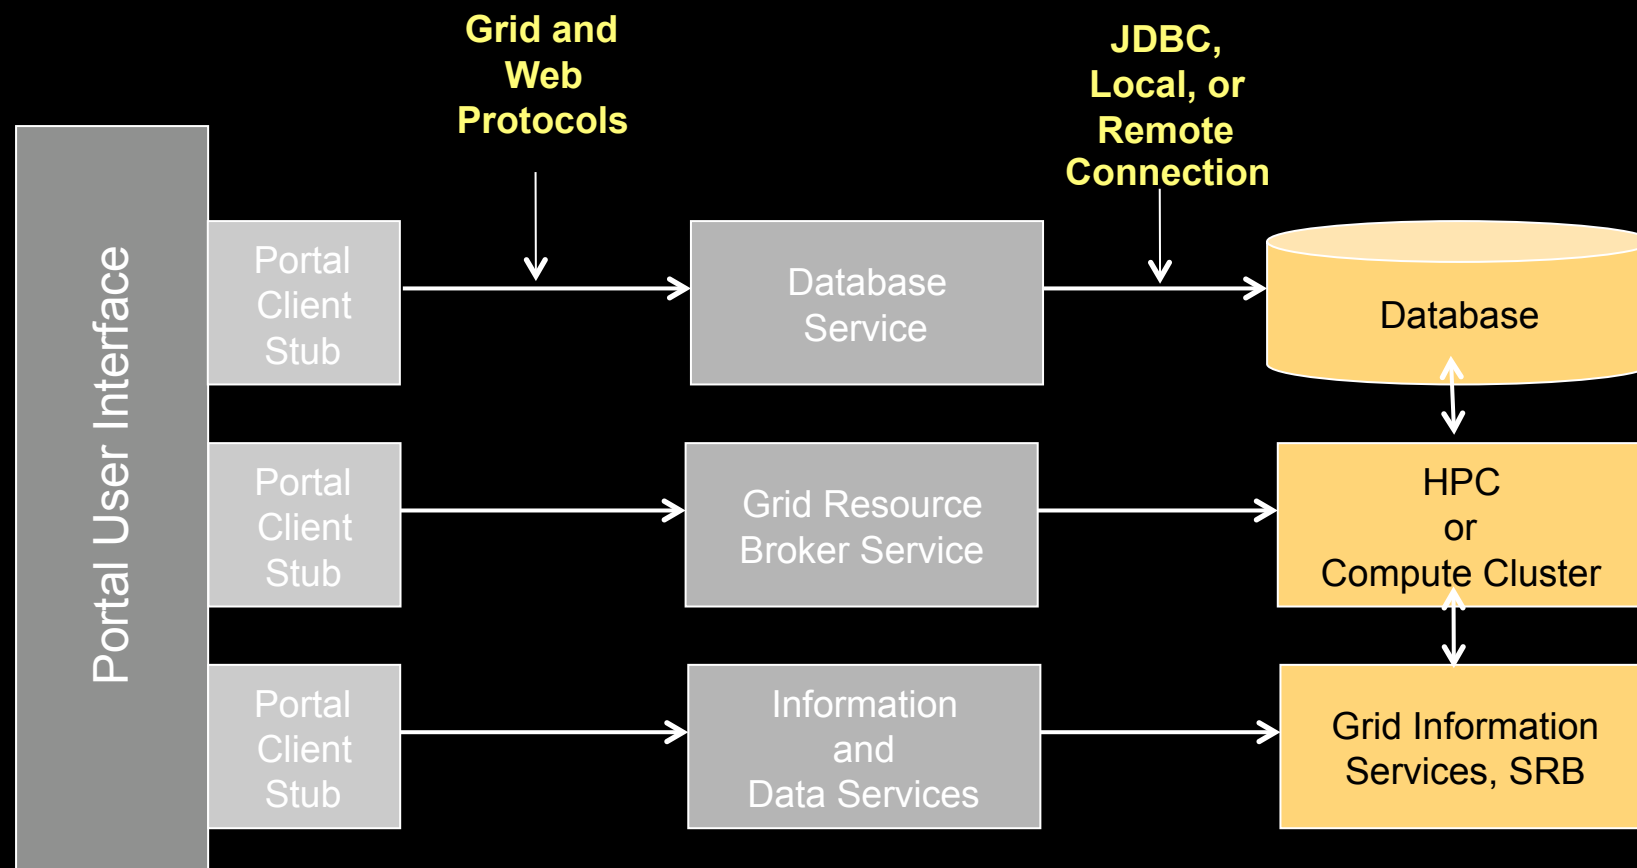 Grid and
Web
Protocols
JDBC,
Local, or
Remote
Connection
Portal User Interface
Portal
Client
Stub
Database
Service
Database
Portal
Client
Stub
Grid Resource
Broker Service
HPC
or
Compute Cluster
Portal
Client
Stub
Information
and
Data Services
Grid Information
Services, SRB